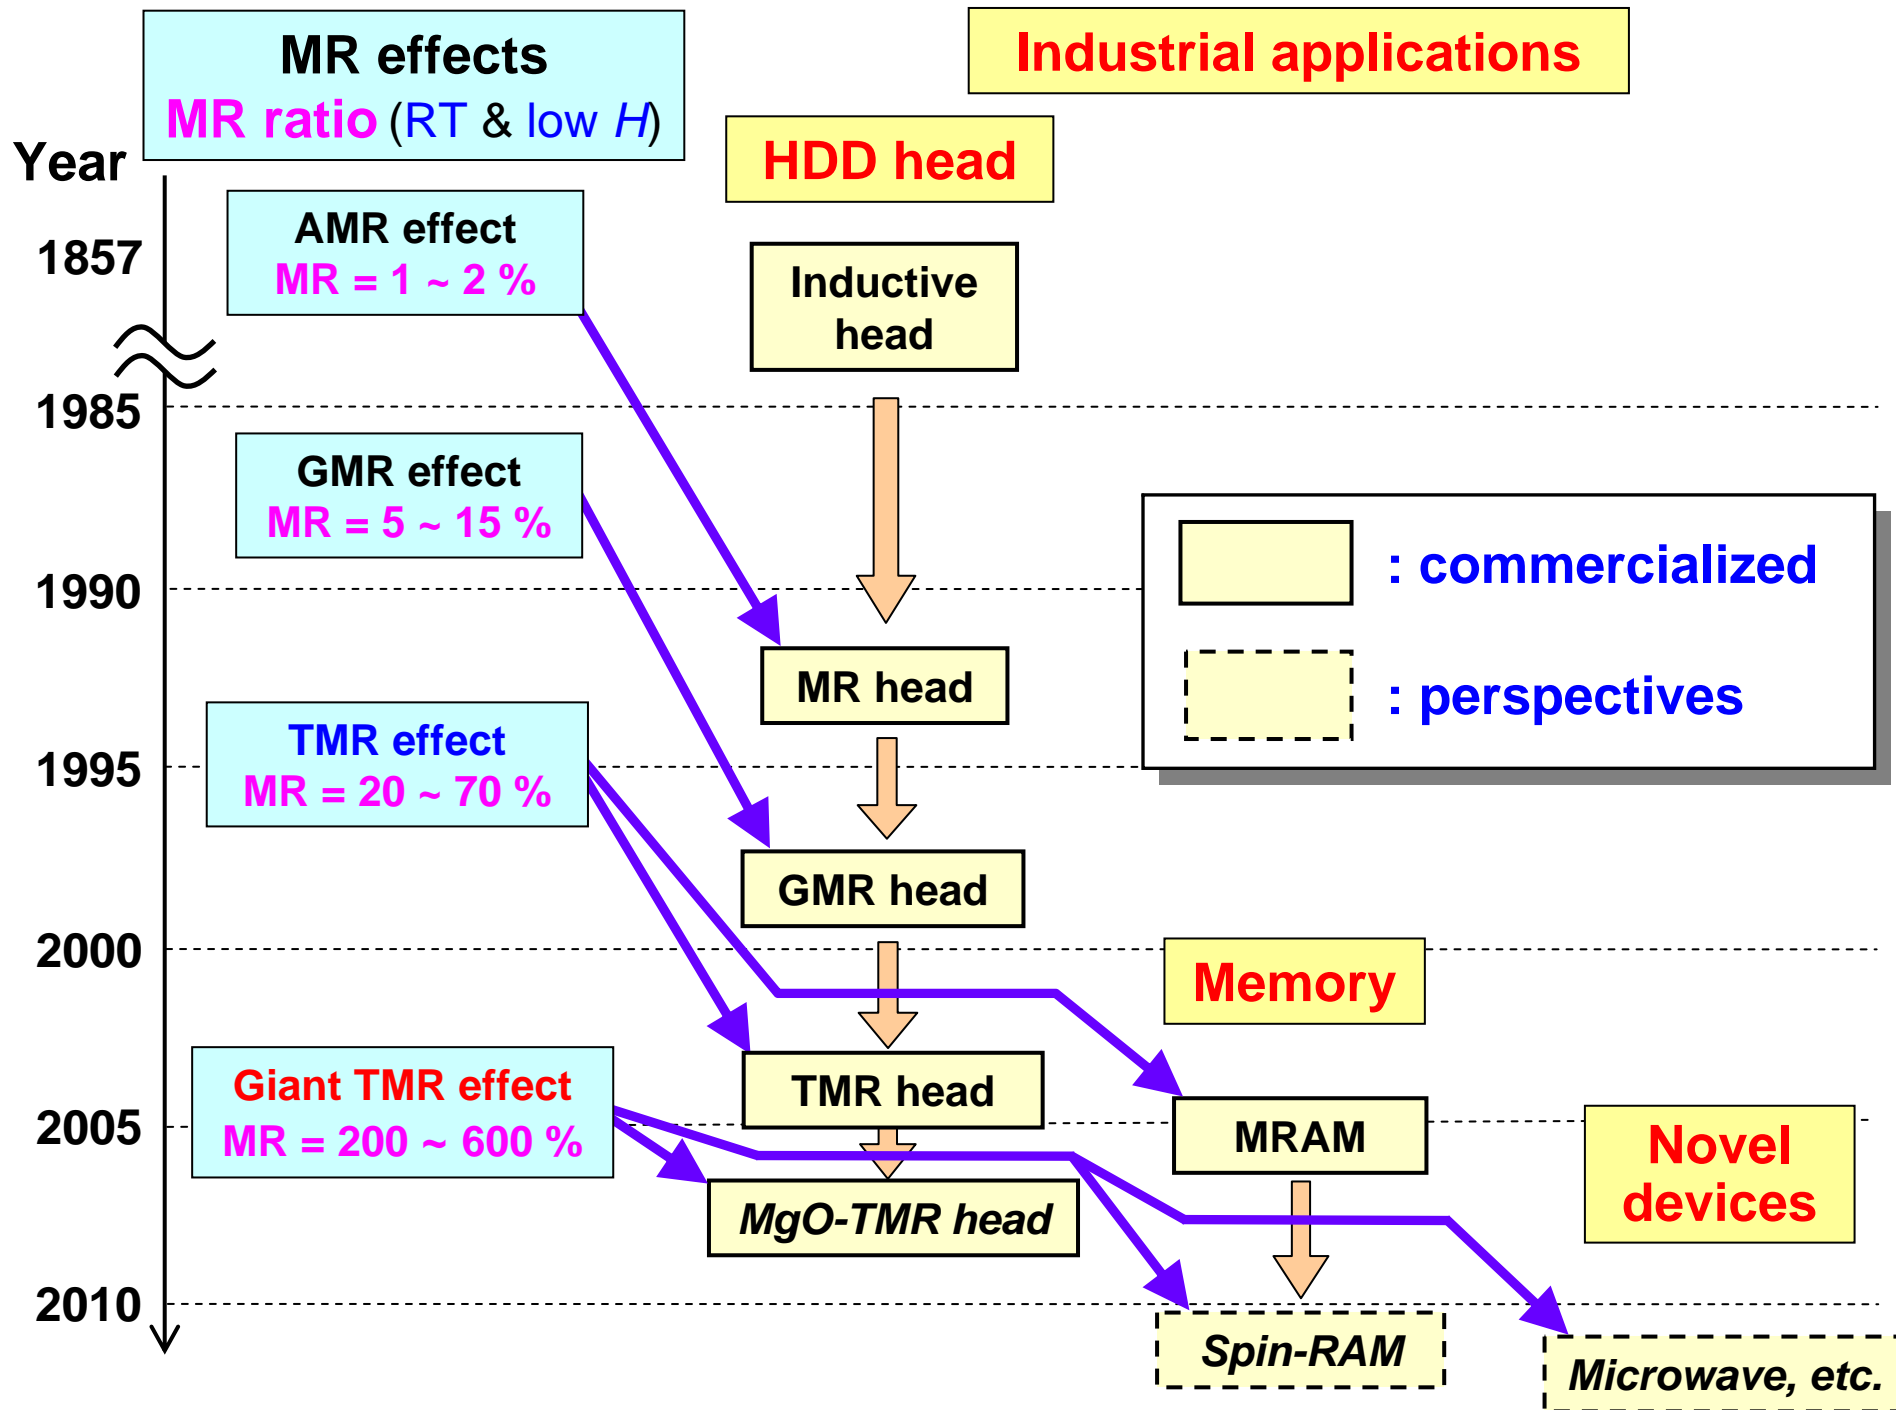 MR effects
MR ratio (RT & low H)
Industrial applications
HDD head
Year
AMR effect
MR = 1 ~ 2 %
1857
Inductive
head
1985
GMR effect
MR = 5 ~ 15 %
: commercialized
1990
MR head
: perspectives
TMR effect
MR = 20 ~ 70 %
1995
GMR head
2000
Memory
Giant TMR effect
MR = 200 ~ 600 %
TMR head
2005
MRAM
Novel
devices
MgO-TMR head
2010
Spin-RAM
Microwave, etc.